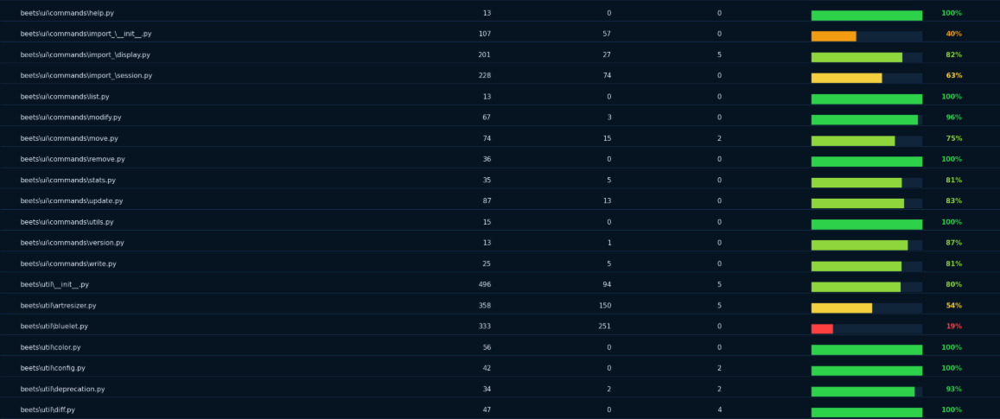 beets\ui\commands\help.py 13 0 0 100%
beets\ui\commands\import_\__init__.py 107 57 0 40%
beets\ui\commands\import_\display.py 201 27 5 82%
beets\ui\commands\import_\session.py 228 74 0 63%
beets\ui\commands\list.py 13 0 0 100%
beets\ui\commands\modify.py 67 3 0 96%
beets\ui\commands\move.py 74 15 2 75%
beets\ui\commands\remove.py 36 0 0 100%
beets\ui\commands\stats.py 35 5 0 81%
beets\ui\commands\update.py 87 13 0 83%
beets\ui\commands\utils.py 15 0 0 100%
beets\ui\commands\version.py 13 1 0 87%
beets\ui\commands\write.py 25 5 0 81%
beets\util\__init__.py 496 94 5 80%
beets\util\artresizer.py 358 150 5 54%
beets\util\bluelet.py 333 251 0 19%
beets\util\color.py 56 0 0 100%
beets\util\config.py 42 0 2 100%
beets\util\deprecation.py 34 2 2 93%
beets\util\diff.py 47 0 4 100%